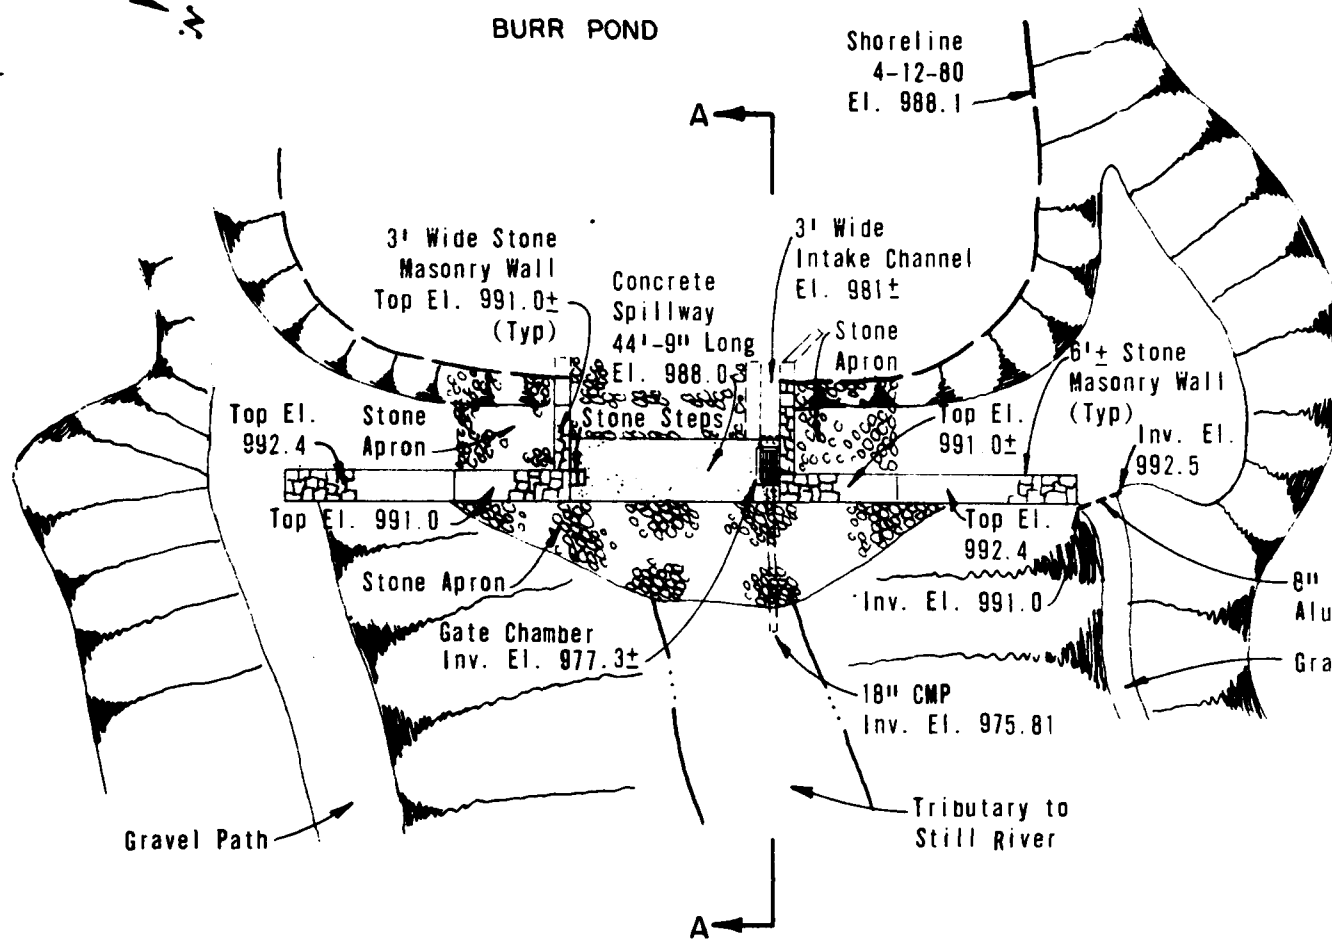 N.
BURR POND
Shoreline
4-12-80
El. 988.1
A
3' Wide Stone
Masonry Wall
Top El. 991.0±
(Typ)
Concrete
Spillway
44'-9" Long
El. 988.0
3' Wide
Intake Channel
El. 981±
Stone
Apron
6'± Stone
Masonry Wall
(Typ)
Top El.
992.4
Stone
Apron
Stone Steps
Top El.
991.0±
Inv. El.
992.5
Top El. 991.0
Top El.
992.4
Stone Apron
Inv. El. 991.0
8"
Alu
Gate Chamber
Inv. El. 977.3±
Gra
18" CMP
Inv. El. 975.81
Gravel Path
Tributary to
Still River
A